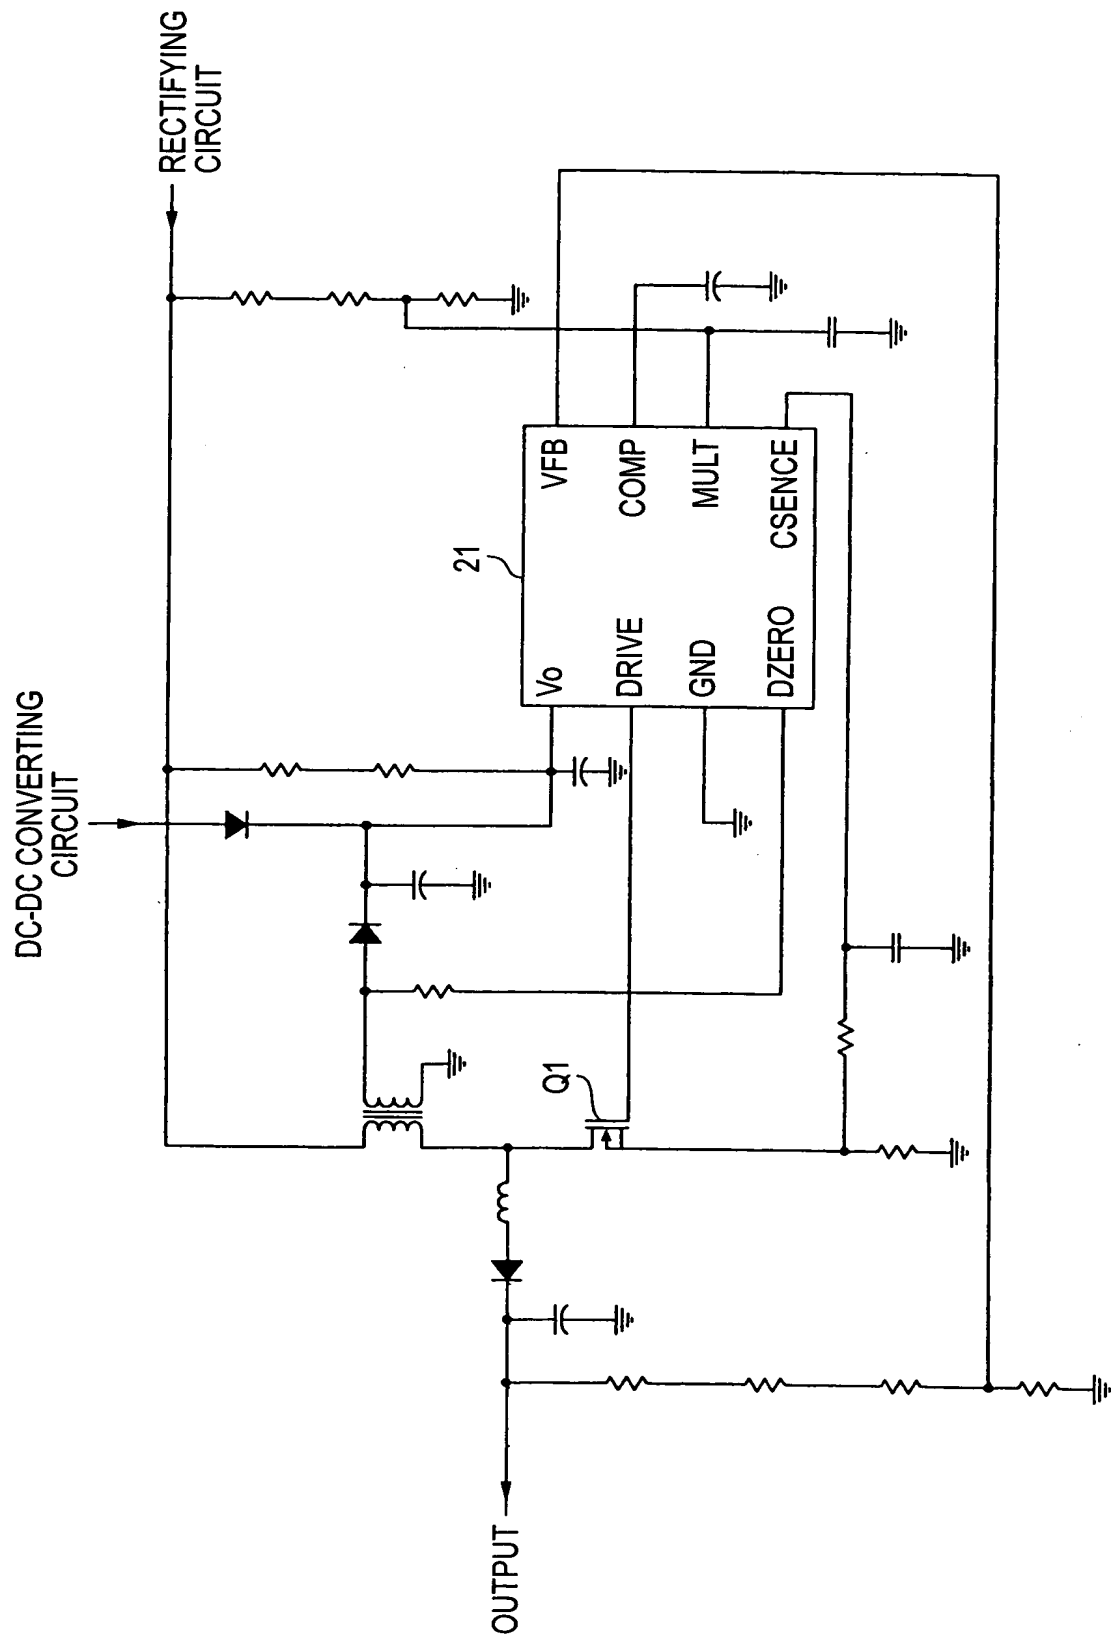 RECTIFYING
CIRCUIT
DC-DC CONVERTING
CIRCUIT
21
VFB
COMP
MULT
CSENCE
Vo
DRIVE
GND
DZERO
Q1
OUTPUT